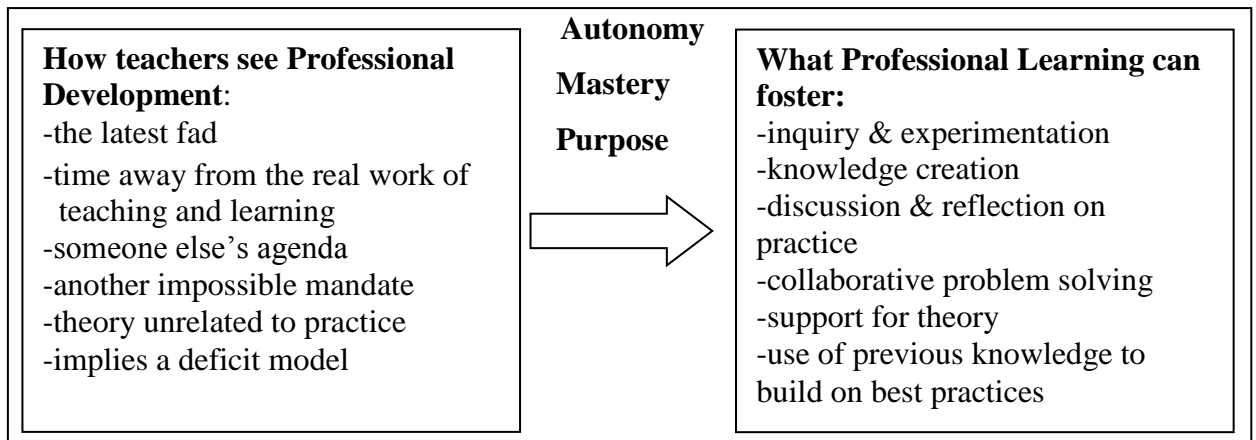 How teachers see Professional
Development:
-the latest fad
-time away from the real work of
teaching and learning
-someone else’s agenda
-another impossible mandate
-theory unrelated to practice
-implies a deficit model
Autonomy
Mastery
Purpose
What Professional Learning can
foster:
-inquiry & experimentation
-knowledge creation
-discussion & reflection on
practice
-collaborative problem solving
-support for theory
-use of previous knowledge to
build on best practices